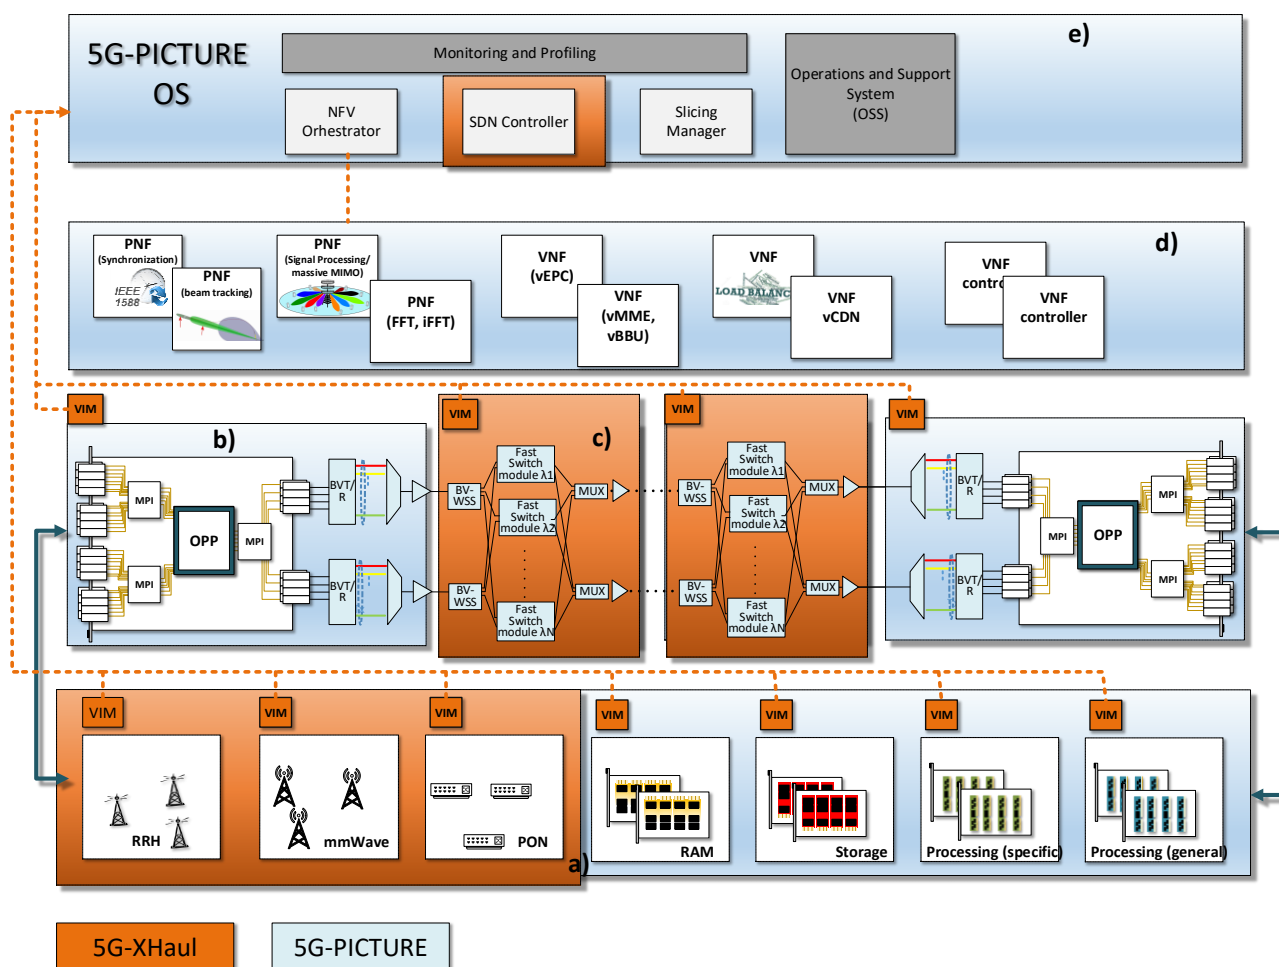 5G-PICTURE
OS
Monitoring and Profiling
e)
Operations and Support
System
(OSS)
NFV
Orhestrator
SDN Controller
Slicing
Manager
d)
PNF
(Synchronization)
IEEE
1588
PNF
(beam tracking)
PNF
(Signal Processing/
massive MIMO)
PNF
(FFT, iFFT)
VNF
(vEPC)
VNF
(vMME,
vBBU)
VNF
LOAD BALANC
VNF
vCDN
VNF
contro
VNF
controller
VIM
VIM
VIM
VIM
b)
MPI
MPI
OPP
MPI
BVT/
R
BVT/
R
c)
BV-
WSS
BV-
WSS
Fast
Switch
module λ1
Fast
Switch
module λ2
Fast
Switch
module λN
MUX
MUX
BV-
WSS
BV-
WSS
Fast
Switch
module λ1
Fast
Switch
module λ2
Fast
Switch
module λN
MUX
MUX
BVT/
R
BVT/
R
MPI
OPP
MPI
MPI
VIM
VIM
VIM
VIM
VIM
VIM
VIM
RRH
mmWave
PON
a)
RAM
Storage
Processing (specific)
Processing (general)
5G-XHaul
5G-PICTURE